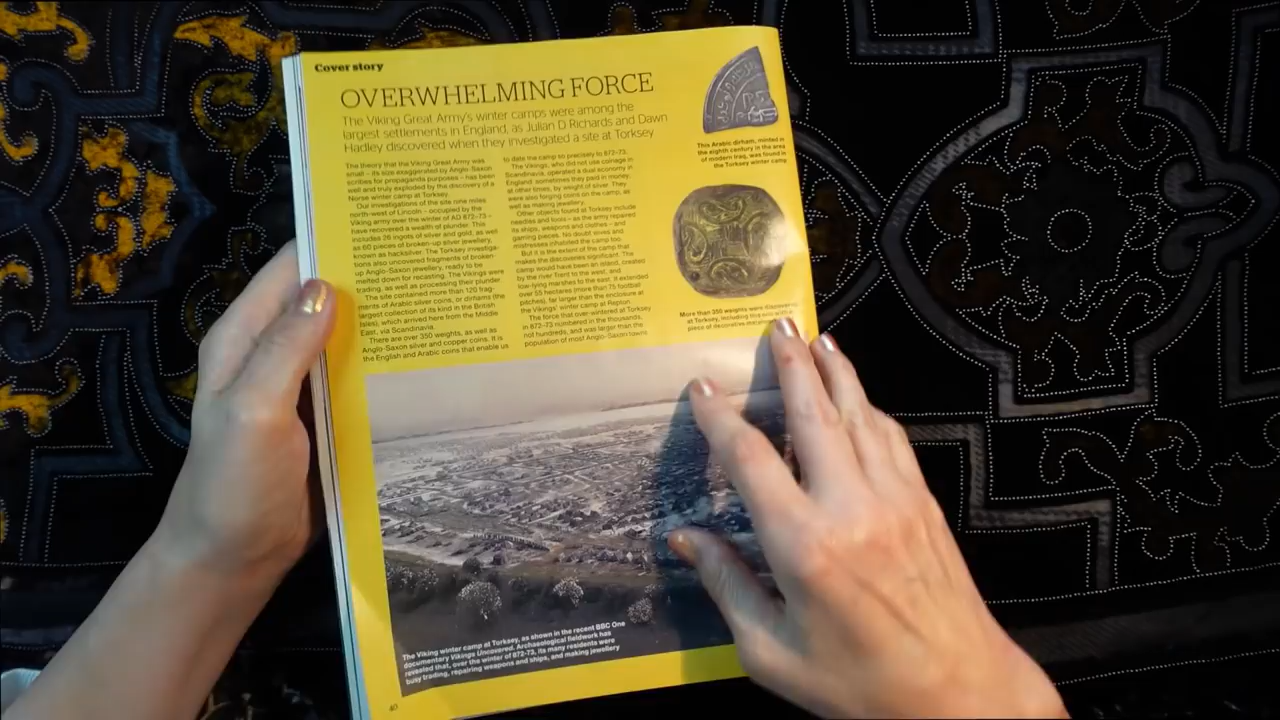 Cover story
OVERWHELMING FORCE
The Viking Great Army's winter camps were among the
largest settlements in England, as Julian D Richards and Dawn
Hadley discovered when they investigated a site at Torksey
The theory that the Viking Great Army was
small – its size exaggerated by Anglo-Saxon
scribes for propaganda purposes – has been
well and truly exploded by the discovery of a
Norse winter camp at Torksey.
Our investigations of the site nine miles
north-west of Lincoln – occupied by the
Viking army over the winter of AD 872–73 –
have recovered a wealth of plunder. This
includes 26 ingots of silver and gold, as well
as 60 pieces of broken-up silver jewellery,
known as hacksilver. The Torksey investiga-
tions also uncovered fragments of broken-
up Anglo-Saxon jewellery, ready to be
melted down for recasting. The Vikings were
trading, as well as processing their plunder.
The site contained more than 120 frag-
ments of Arabic silver coins, or dirhams (the
largest collection of its kind in the British
Isles), which arrived here from the Middle
East, via Scandinavia.
There are over 350 weights, as well as
Anglo-Saxon silver and copper coins. It is
the English and Arabic coins that enable us
to date the camp so precisely to 872–73.
The Vikings, who did not use coinage in
Scandinavia, operated a dual economy in
England: sometimes they paid in money,
at other times, by weight of silver. They
were also forging coins on the camp, as
well as making jewellery.
Other objects found at Torksey include
needles and tools – as the army repaired
its ships, weapons and clothes – and
gaming pieces. No doubt slaves and
mistresses inhabited the camp too.
But it is the extent of the camp that
makes the discoveries significant. The
camp would have been an island, created
by the river Trent to the west, and
low-lying marshes to the east. It extended
over 55 hectares (more than 75 football
pitches), far larger than the enclosure at
the Vikings' winter camp at Repton.
The force that over-wintered at Torksey
in 872–73 numbered in the thousands,
not hundreds, and was larger than the
population of most Anglo-Saxon towns.
This Arabic dirham, minted in
the eighth century in the area
of modern Iraq, was found in
the Torksey winter camp
More than 350 weights were discovered
at Torksey, including this one with a
piece of decorative
The Viking winter camp at Torksey, as shown in the recent BBC One
documentary Vikings Uncovered. Archaeological fieldwork has
revealed that, over the winter of 872–73, its many residents were
busy trading, repairing weapons and ships, and making jewellery
40